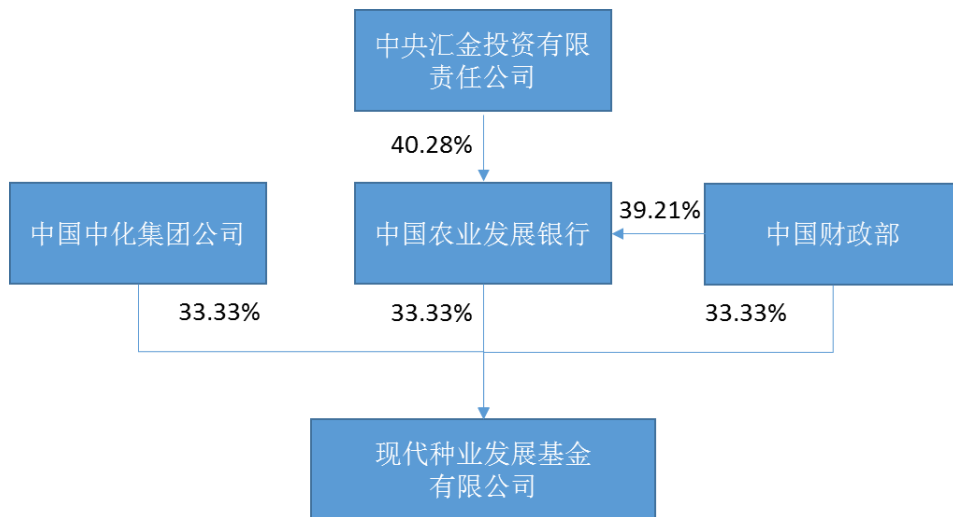 中央汇金投资有限
责任公司
40.28%
中国中化集团公司
中国农业发展银行
39.21%
中国财政部
33.33%
33.33%
33.33%
现代种业发展基金
有限公司